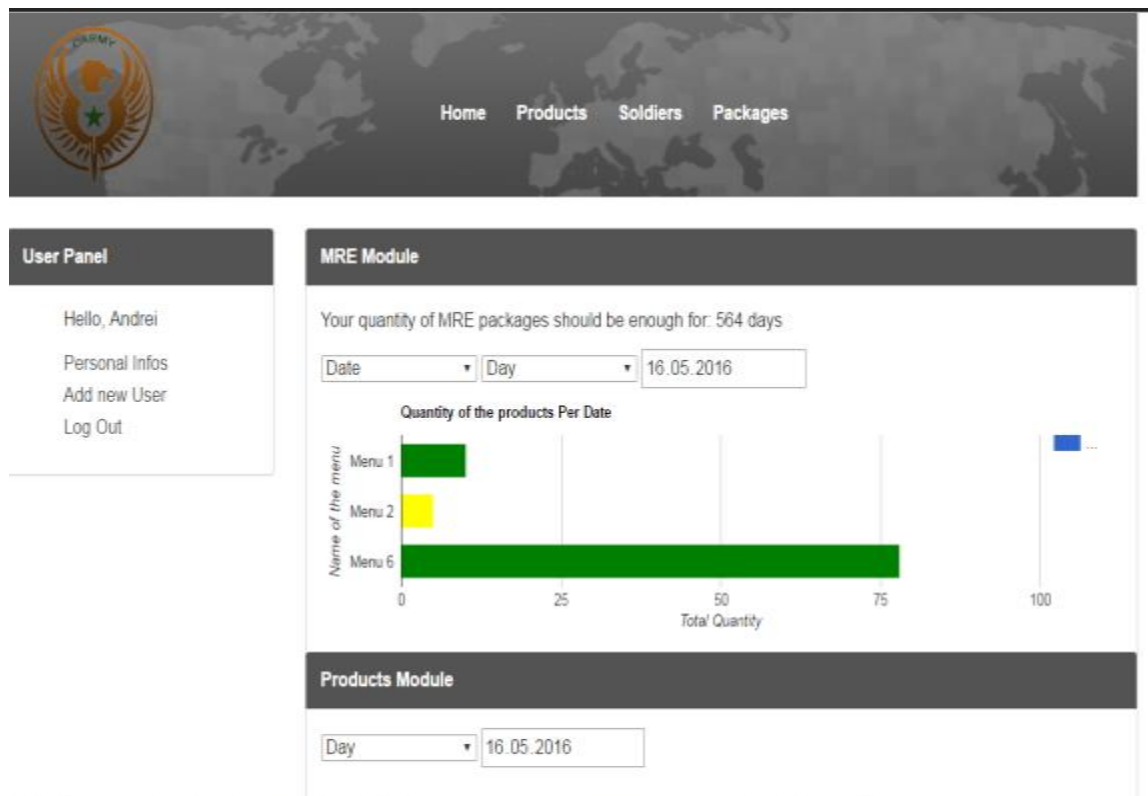 OARMY
Home Products Soldiers Packages
User Panel
Hello, Andrei
Personal Infos
Add new User
Log Out
MRE Module
Your quantity of MRE packages should be enough for: 564 days
Date Day 16.05.2016
Quantity of the products Per Date
...
Name of the menu
Menu 1
Menu 2
Menu 6
0 25 50 75 100
Total Quantity
Products Module
Day 16.05.2016